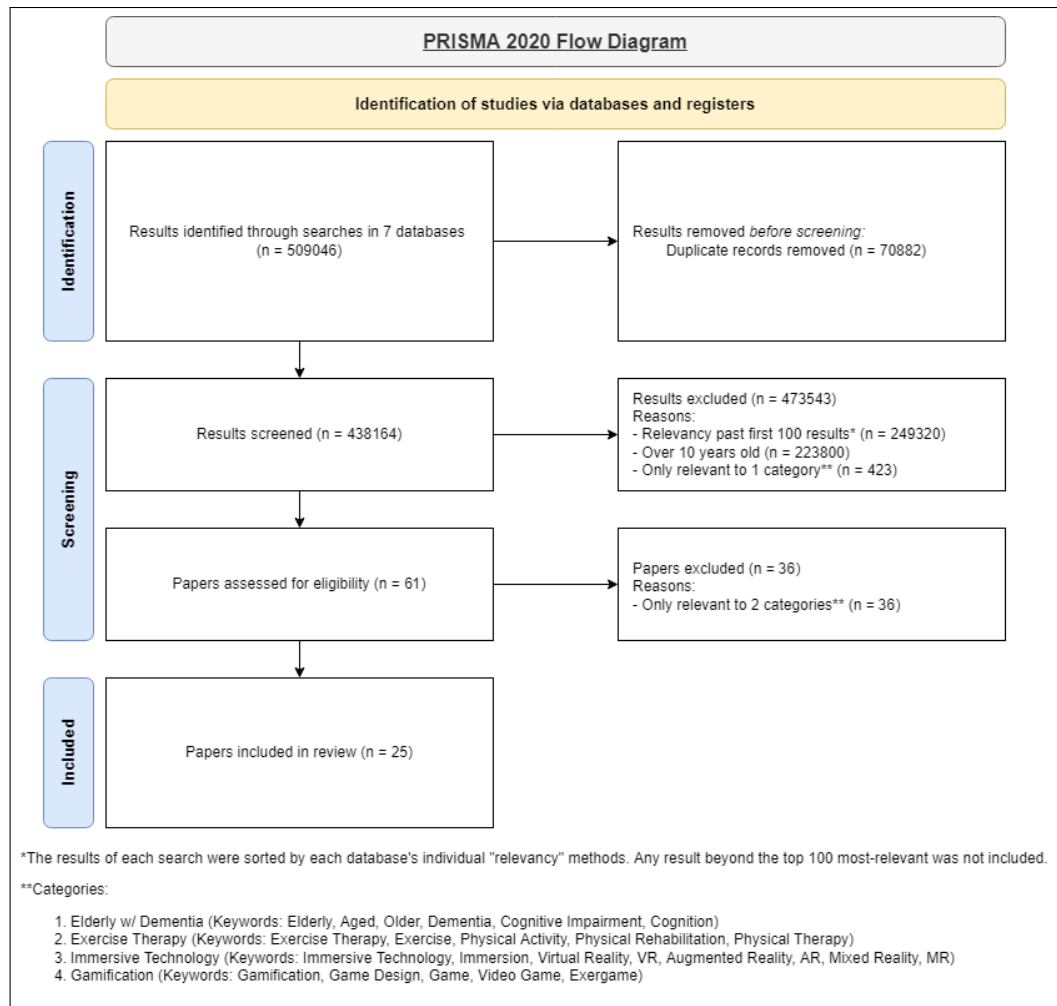 PRISMA 2020 Flow Diagram
Identification of studies via databases and registers
Identification
Results identified through searches in 7 databases
(n = 509046)
Results removed before screening:
Duplicate records removed (n = 70882)
Screening
Results screened (n = 438164)
Results excluded (n = 473543)
Reasons:
- Relevancy past first 100 results* (n = 249320)
- Over 10 years old (n = 223800)
- Only relevant to 1 category** (n = 423)
Papers assessed for eligibility (n = 61)
Papers excluded (n = 36)
Reasons:
- Only relevant to 2 categories** (n = 36)
Included
Papers included in review (n = 25)
*The results of each search were sorted by each database's individual "relevancy" methods. Any result beyond the top 100 most-relevant was not included.
**Categories:
1. Elderly w/ Dementia (Keywords: Elderly, Aged, Older, Dementia, Cognitive Impairment, Cognition)
2. Exercise Therapy (Keywords: Exercise Therapy, Exercise, Physical Activity, Physical Rehabilitation, Physical Therapy)
3. Immersive Technology (Keywords: Immersive Technology, Immersion, Virtual Reality, VR, Augmented Reality, AR, Mixed Reality, MR)
4. Gamification (Keywords: Gamification, Game Design, Game, Video Game, Exergame)